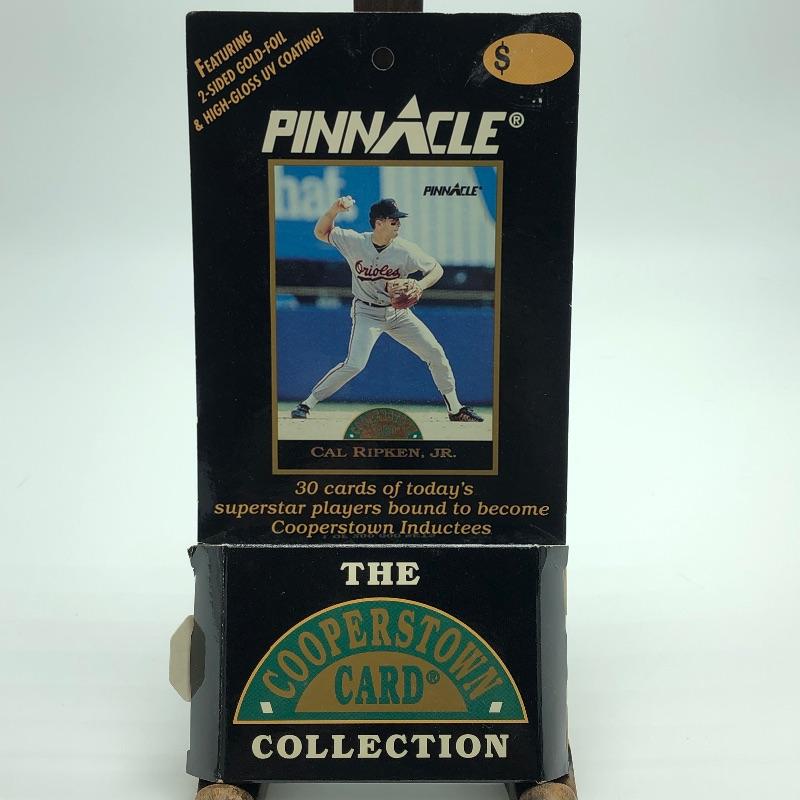 FEATURING
2-SIDED GOLD-FOIL
& HIGH-GLOSS UV COATING!
$
PINNACLE®
hat.
PINNACLE®
Orioles
CAL RIPKEN, JR.
30 cards of today's
superstar players bound to become
Cooperstown Inductees
THE
COOPERSTOWN
CARD®
COLLECTION